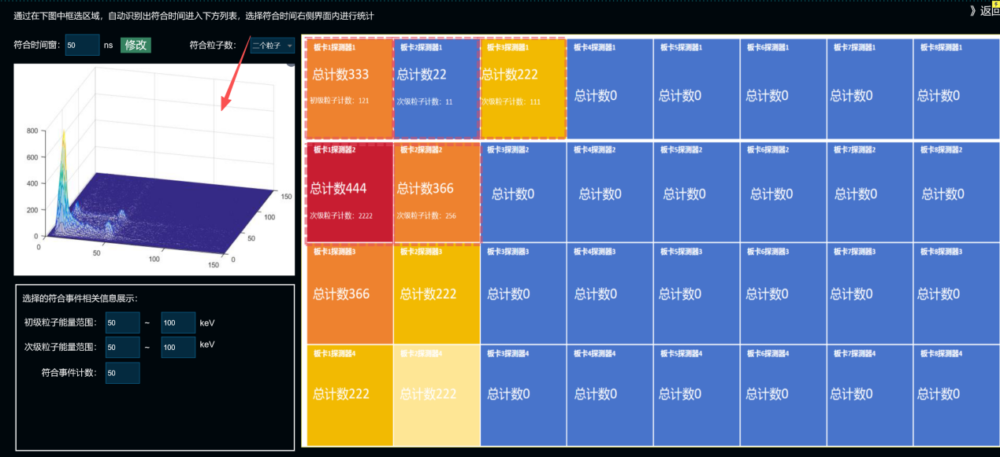 通过在下图中框选区域，自动识别出符合时间进入下方列表，选择符合时间右侧界面内进行统计
》返回
符合时间窗： 50 ns 修改 符合粒子数： 二个粒子
800
600
400
200
0
0
50
100
150
0
50
100
150
选择的符合事件相关信息展示：
初级粒子能量范围： 50 ~ 100 keV
次级粒子能量范围： 50 ~ 100 keV
符合事件计数： 50
板卡1探测器1 板卡2探测器1 板卡3探测器1 板卡4探测器1 板卡5探测器1 板卡6探测器1 板卡7探测器1 板卡8探测器1
总计数333 总计数22 总计数222 总计数0 总计数0 总计数0 总计数0 总计数0
初级粒子计数：121 次级粒子计数：11 次级粒子计数：111
板卡1探测器2 板卡2探测器2 板卡3探测器2 板卡4探测器2 板卡5探测器2 板卡6探测器2 板卡7探测器2 板卡8探测器2
总计数444 总计数366 总计数0 总计数0 总计数0 总计数0 总计数0 总计数0
次级粒子计数：2222 次级粒子计数：256
板卡1探测器3 板卡2探测器3 板卡3探测器3 板卡4探测器3 板卡5探测器3 板卡6探测器3 板卡7探测器3 板卡8探测器3
总计数366 总计数222 总计数0 总计数0 总计数0 总计数0 总计数0 总计数0
板卡1探测器4 板卡2探测器4 板卡3探测器4 板卡4探测器4 板卡5探测器4 板卡6探测器4 板卡7探测器4 板卡8探测器4
总计数222 总计数222 总计数0 总计数0 总计数0 总计数0 总计数0 总计数0